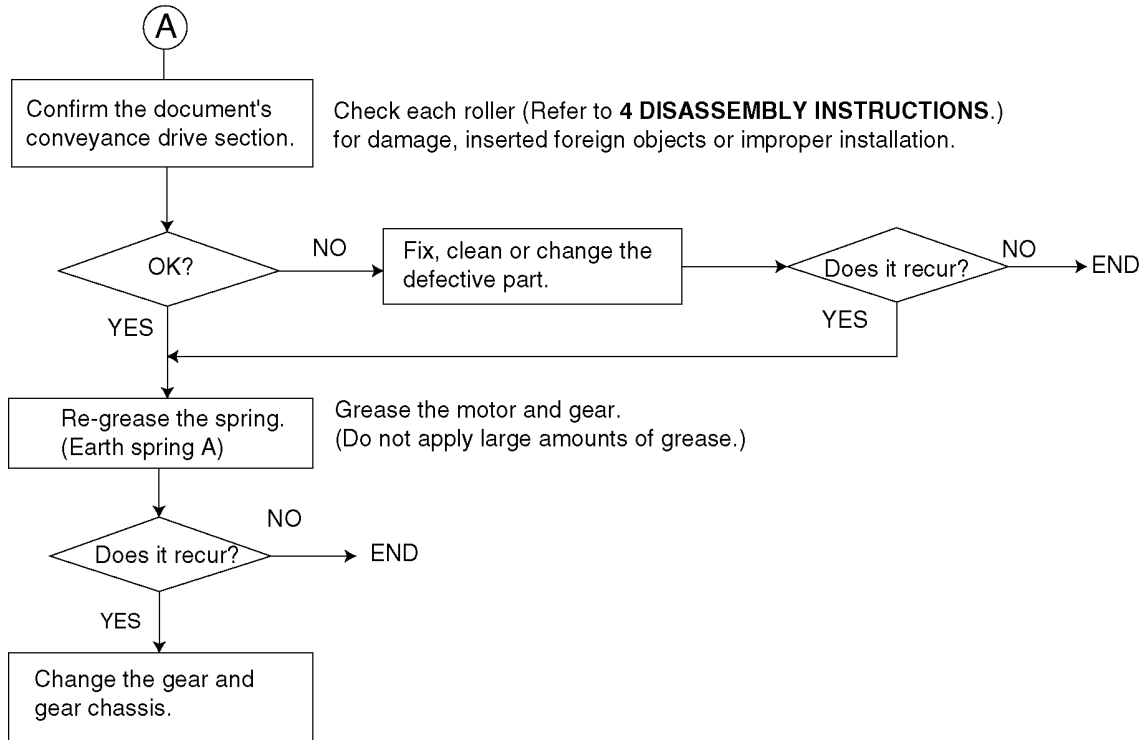 A
Confirm the document's
conveyance drive section.
Check each roller (Refer to 4 DISASSEMBLY INSTRUCTIONS.)
for damage, inserted foreign objects or improper installation.
OK?
NO
Fix, clean or change the
defective part.
Does it recur?
NO
END
YES
YES
Re-grease the spring.
(Earth spring A)
Grease the motor and gear.
(Do not apply large amounts of grease.)
Does it recur?
NO
END
YES
Change the gear and
gear chassis.